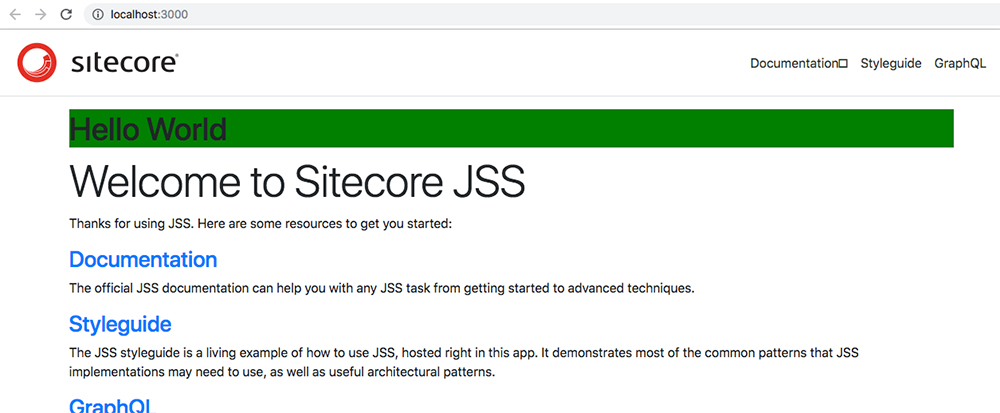 localhost:3000
sitecore®
Documentation□ Styleguide GraphQL
Hello World
Welcome to Sitecore JSS
Thanks for using JSS. Here are some resources to get you started:
Documentation
The official JSS documentation can help you with any JSS task from getting started to advanced techniques.
Styleguide
The JSS styleguide is a living example of how to use JSS, hosted right in this app. It demonstrates most of the common patterns that JSS
implementations may need to use, as well as useful architectural patterns.
GraphQL